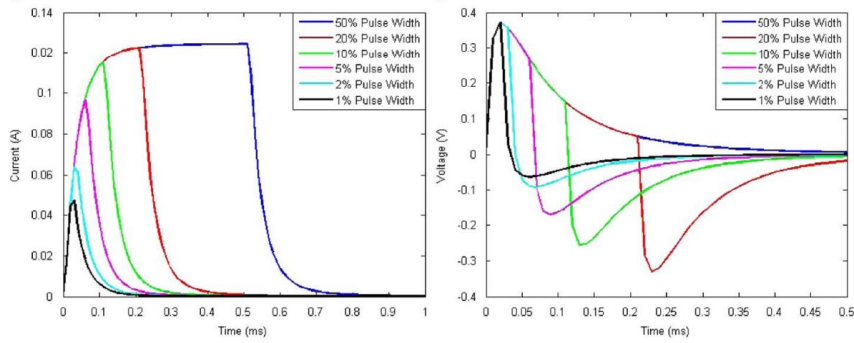 0.14
0.12
0.1
0.08
0.06
0.04
0.02
0
Current (A)
50% Pulse Width
20% Pulse Width
10% Pulse Width
5% Pulse Width
2% Pulse Width
1% Pulse Width
0 0.1 0.2 0.3 0.4 0.5 0.6 0.7 0.8 0.9 1
Time (ms)
0.4
0.3
0.2
0.1
0
-0.1
-0.2
-0.3
-0.4
Voltage (V)
50% Pulse Width
20% Pulse Width
10% Pulse Width
5% Pulse Width
2% Pulse Width
1% Pulse Width
0 0.05 0.1 0.15 0.2 0.25 0.3 0.35 0.4 0.45 0.5
Time (ms)